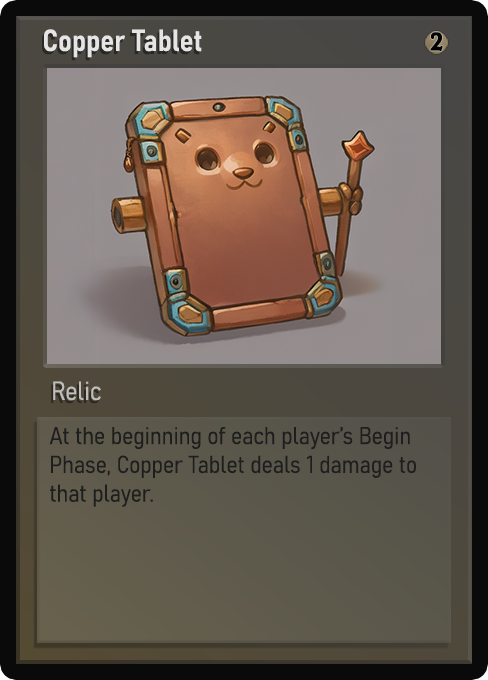 Copper Tablet
2
Relic
At the beginning of each player's Begin
Phase, Copper Tablet deals 1 damage to
that player.